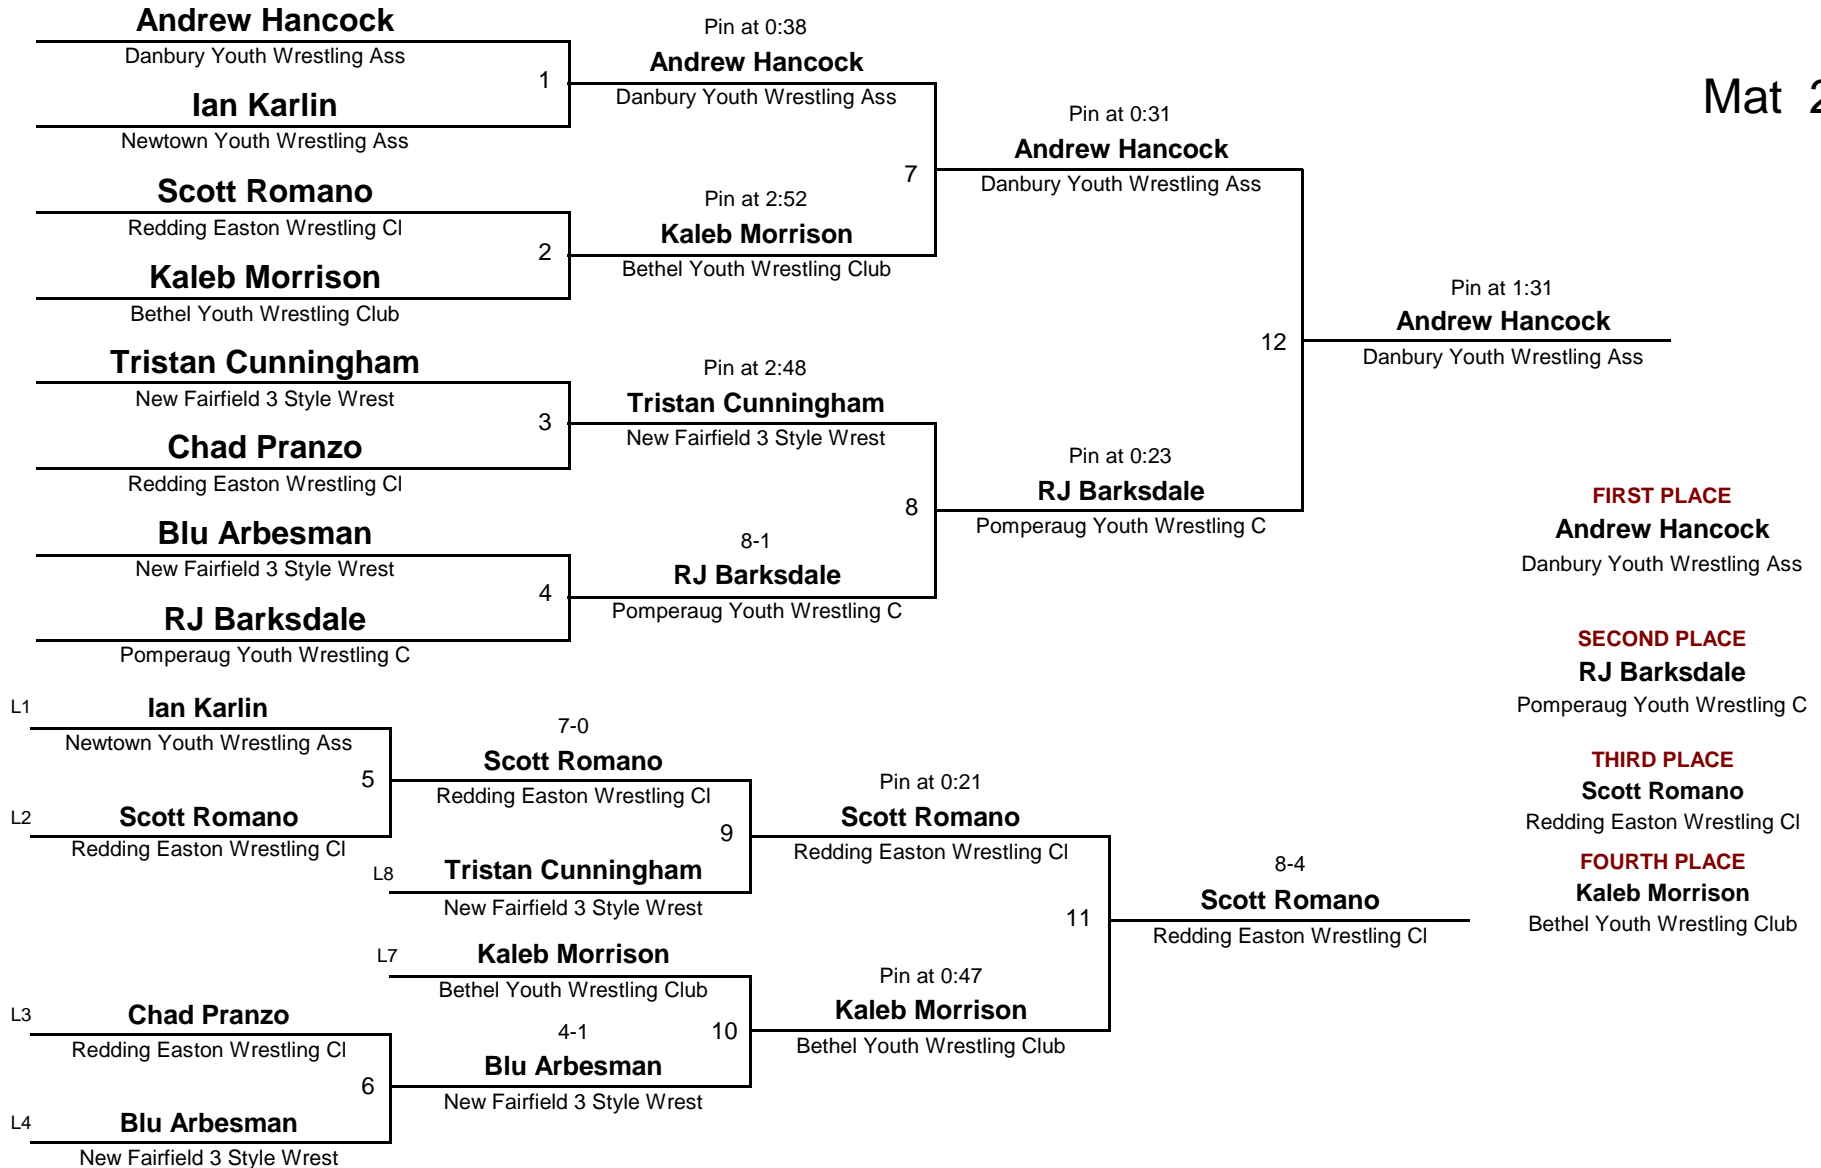 Andrew Hancock
Danbury Youth Wrestling Ass
1
Ian Karlin
Newtown Youth Wrestling Ass
Scott Romano
Redding Easton Wrestling Cl
2
Kaleb Morrison
Bethel Youth Wrestling Club
Tristan Cunningham
New Fairfield 3 Style Wrest
3
Chad Pranzo
Redding Easton Wrestling Cl
Blu Arbesman
New Fairfield 3 Style Wrest
4
RJ Barksdale
Pomperaug Youth Wrestling C
Pin at 0:38
Andrew Hancock
Danbury Youth Wrestling Ass
7
Pin at 2:52
Kaleb Morrison
Bethel Youth Wrestling Club
Pin at 2:48
Tristan Cunningham
New Fairfield 3 Style Wrest
8
8-1
RJ Barksdale
Pomperaug Youth Wrestling C
Pin at 0:31
Andrew Hancock
Danbury Youth Wrestling Ass
12
Pin at 0:23
RJ Barksdale
Pomperaug Youth Wrestling C
Pin at 1:31
Andrew Hancock
Danbury Youth Wrestling Ass
Mat 2
FIRST PLACE
Andrew Hancock
Danbury Youth Wrestling Ass
SECOND PLACE
RJ Barksdale
Pomperaug Youth Wrestling C
THIRD PLACE
Scott Romano
Redding Easton Wrestling Cl
FOURTH PLACE
Kaleb Morrison
Bethel Youth Wrestling Club
L1
Ian Karlin
Newtown Youth Wrestling Ass
5
L2
Scott Romano
Redding Easton Wrestling Cl
L3
Chad Pranzo
Redding Easton Wrestling Cl
6
L4
Blu Arbesman
New Fairfield 3 Style Wrest
7-0
Scott Romano
Redding Easton Wrestling Cl
9
L8
Tristan Cunningham
New Fairfield 3 Style Wrest
L7
Kaleb Morrison
Bethel Youth Wrestling Club
10
4-1
Blu Arbesman
New Fairfield 3 Style Wrest
Pin at 0:21
Scott Romano
Redding Easton Wrestling Cl
11
Pin at 0:47
Kaleb Morrison
Bethel Youth Wrestling Club
8-4
Scott Romano
Redding Easton Wrestling Cl